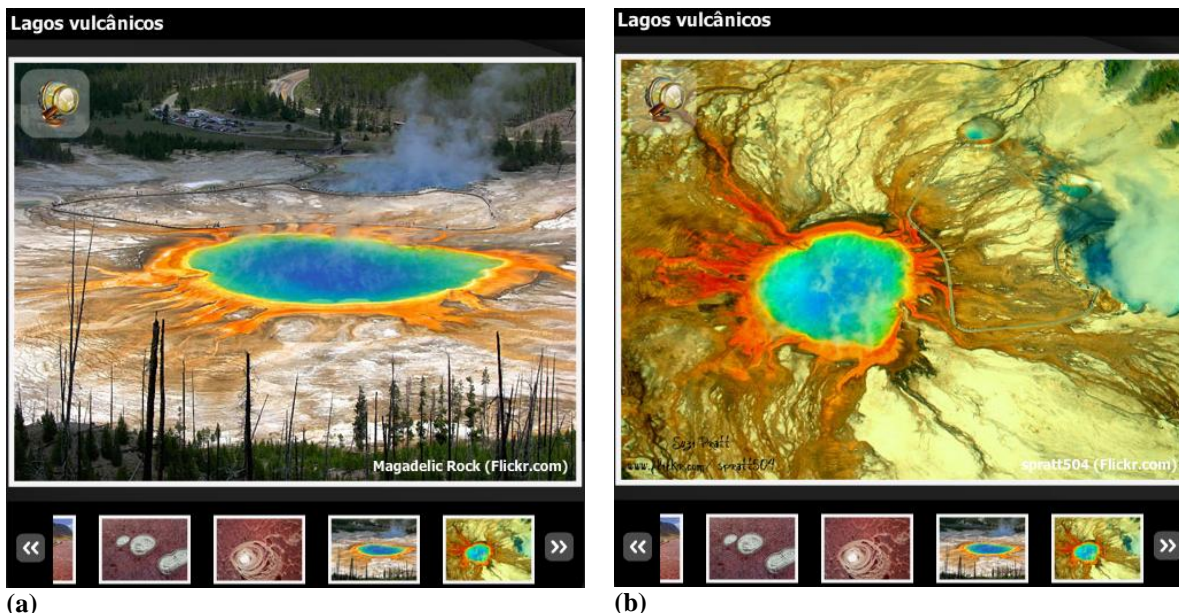 Lagos vulcânicos
Magadelic Rock (Flickr.com)
(a)
Lagos vulcânicos
Suzi Pratt
www.flickr.com/spratt504
spratt504 (Flickr.com)
(b)